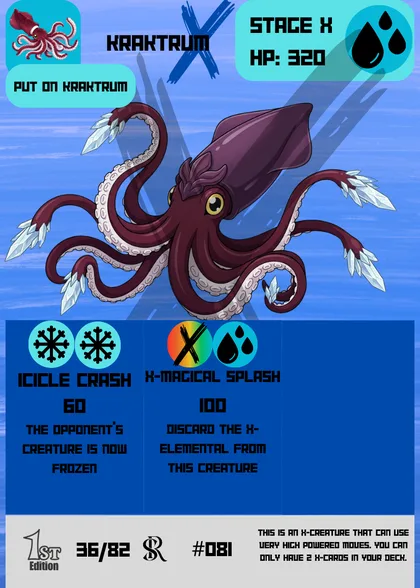 KRAKTRUM X
STAGE X
HP: 320
PUT ON KRAKTRUM
ICICLE CRASH
60
THE OPPONENT'S
CREATURE IS NOW
FROZEN
X
X-MAGICAL SPLASH
100
DISCARD THE X-
ELEMENTAL FROM
THIS CREATURE
1ST
Edition
36/82
SR
#081
THIS IS AN X-CREATURE THAT CAN USE
VERY HIGH POWERED MOVES. YOU CAN
ONLY HAVE 2 X-CARDS IN YOUR DECK.